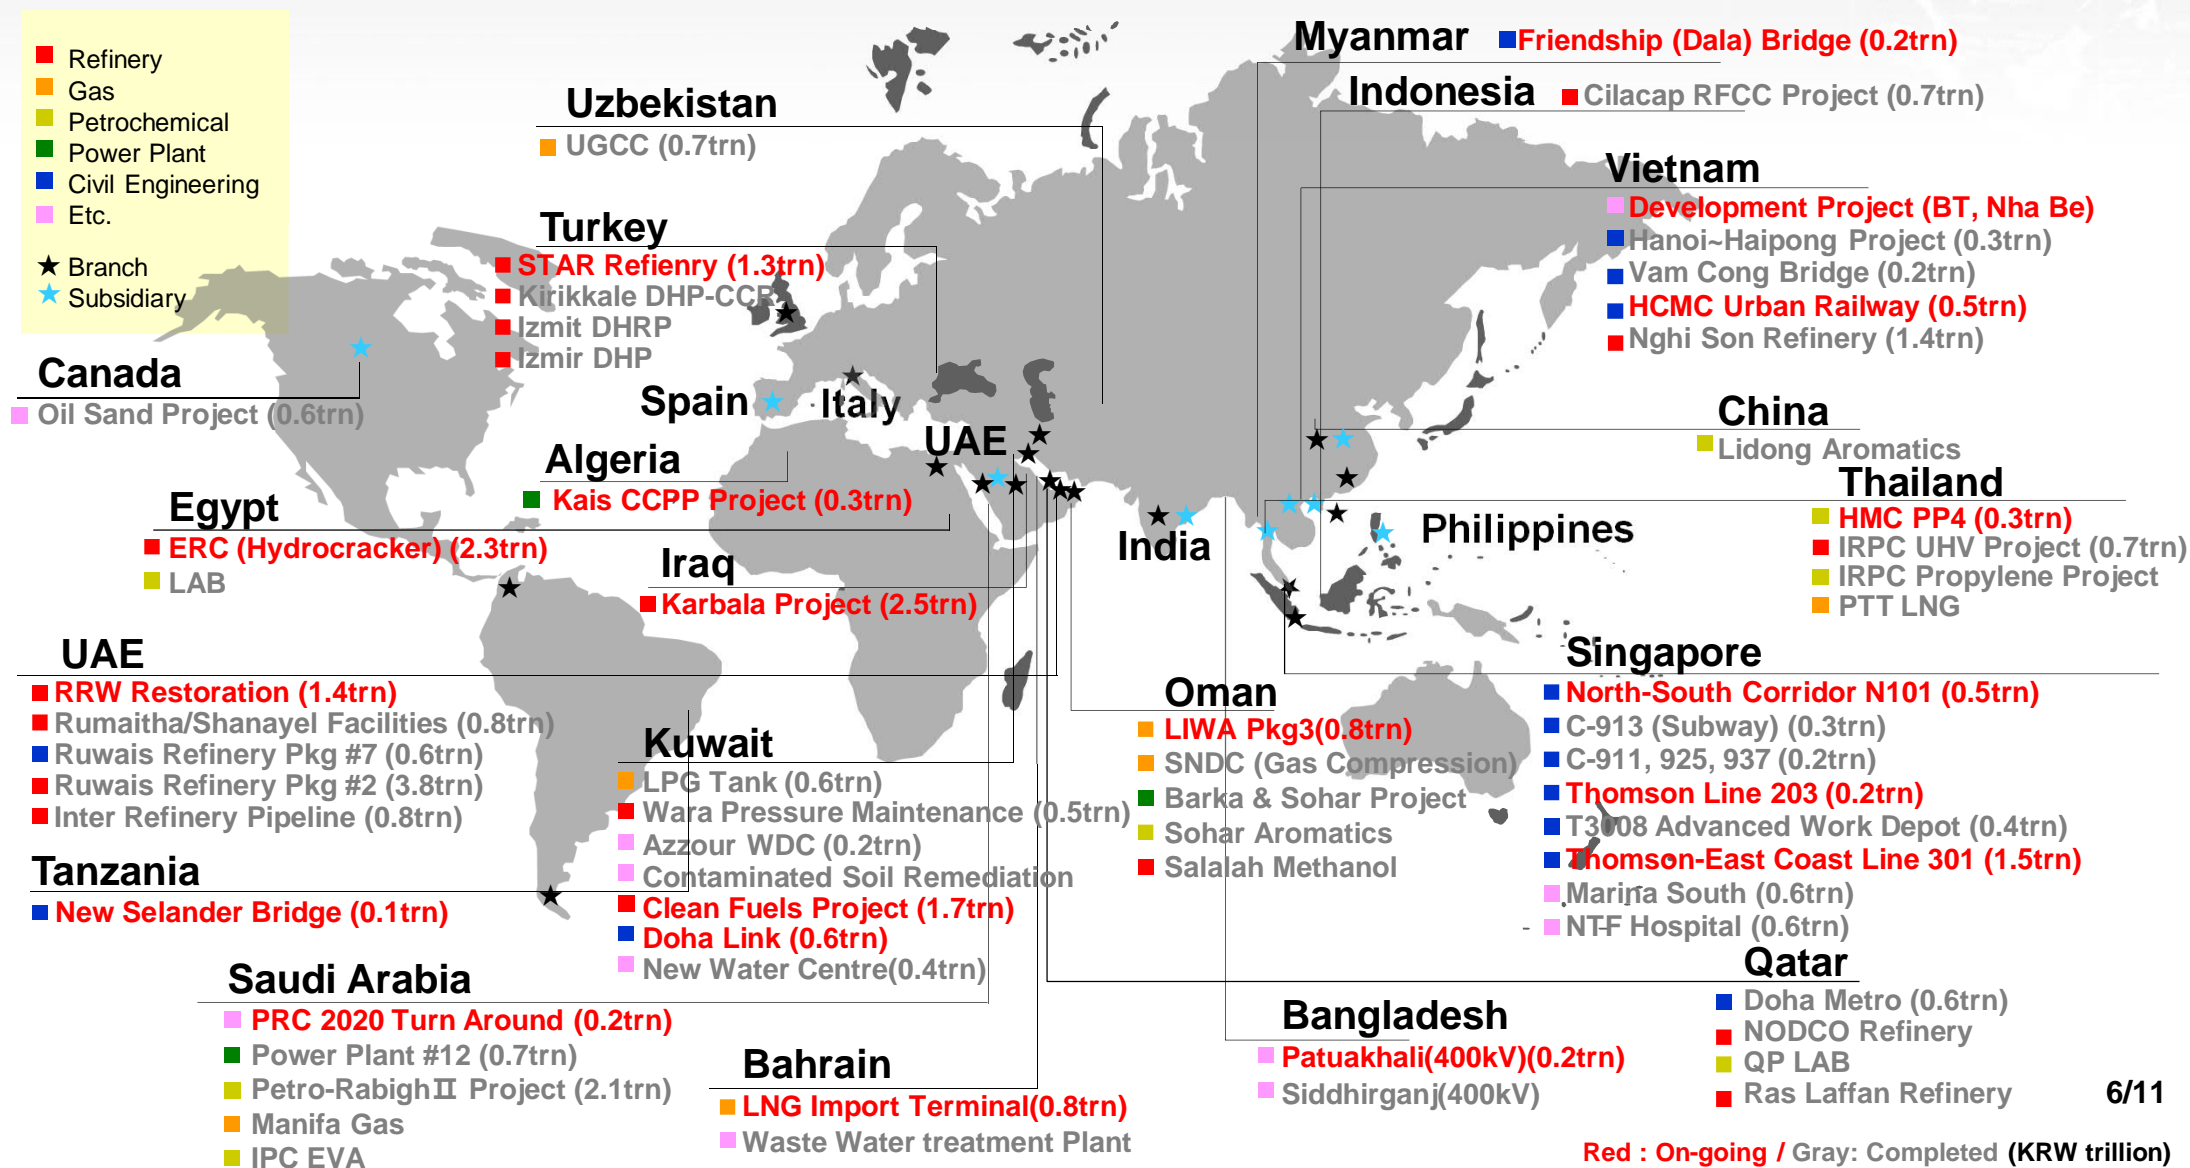 Refinery
Gas
Petrochemical
Power Plant
Civil Engineering
Etc.
Branch
Subsidiary
Myanmar
Friendship (Dala) Bridge (0.2trn)
Indonesia
Cilacap RFCC Project (0.7trn)
Uzbekistan
UGCC (0.7trn)
Vietnam
Development Project (BT, Nha Be)
Hanoi~Haipong Project (0.3trn)
Vam Cong Bridge (0.2trn)
HCMC Urban Railway (0.5trn)
Nghi Son Refinery (1.4trn)
Turkey
STAR Refienry (1.3trn)
Kirikkale DHP-CCR
Izmit DHRP
Izmir DHP
Canada
Oil Sand Project (0.6trn)
Spain
Italy
UAE
China
Lidong Aromatics
Algeria
Kais CCPP Project (0.3trn)
Thailand
HMC PP4 (0.3trn)
IRPC UHV Project (0.7trn)
IRPC Propylene Project
PTT LNG
Egypt
ERC (Hydrocracker) (2.3trn)
LAB
India
Philippines
Iraq
Karbala Project (2.5trn)
UAE
RRW Restoration (1.4trn)
Rumaitha/Shanayel Facilities (0.8trn)
Ruwais Refinery Pkg #7 (0.6trn)
Ruwais Refinery Pkg #2 (3.8trn)
Inter Refinery Pipeline (0.8trn)
Kuwait
LPG Tank (0.6trn)
Wara Pressure Maintenance (0.5trn)
Azzour WDC (0.2trn)
Contaminated Soil Remediation
Clean Fuels Project (1.7trn)
Doha Link (0.6trn)
New Water Centre(0.4trn)
Oman
LIWA Pkg3(0.8trn)
SNDC (Gas Compression)
Barka & Sohar Project
Sohar Aromatics
Salalah Methanol
Singapore
North-South Corridor N101 (0.5trn)
C-913 (Subway) (0.3trn)
C-911, 925, 937 (0.2trn)
Thomson Line 203 (0.2trn)
T3008 Advanced Work Depot (0.4trn)
Thomson-East Coast Line 301 (1.5trn)
Marina South (0.6trn)
NTF Hospital (0.6trn)
Tanzania
New Selander Bridge (0.1trn)
Saudi Arabia
PRC 2020 Turn Around (0.2trn)
Power Plant #12 (0.7trn)
Petro-RabighⅡ Project (2.1trn)
Manifa Gas
IPC EVA
Bahrain
LNG Import Terminal(0.8trn)
Waste Water treatment Plant
Bangladesh
Patuakhali(400kV)(0.2trn)
Siddhirganj(400kV)
Qatar
Doha Metro (0.6trn)
NODCO Refinery
QP LAB
Ras Laffan Refinery
6/11
Red : On-going / Gray: Completed (KRW trillion)